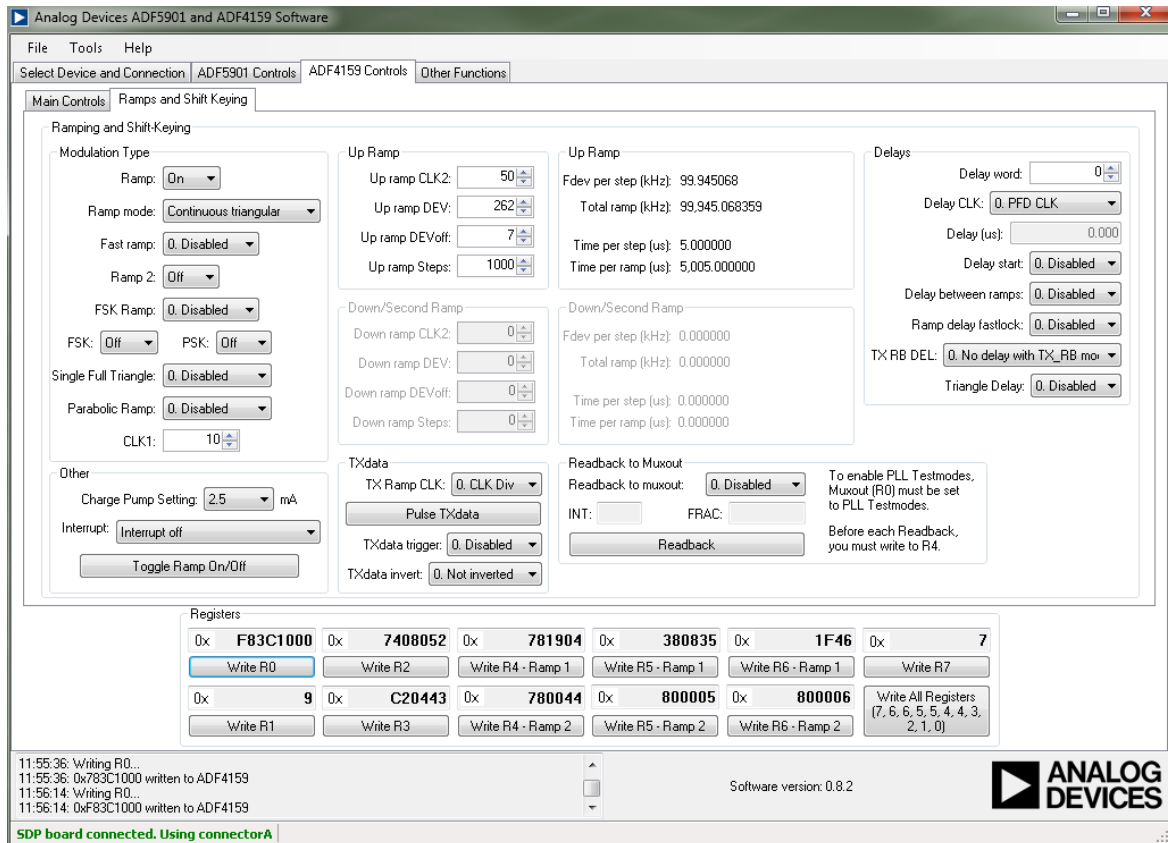 Analog Devices ADF5901 and ADF4159 Software
File Tools Help
Select Device and Connection ADF5901 Controls ADF4159 Controls Other Functions
Main Controls Ramps and Shift Keying
Ramping and Shift-Keying
Modulation Type
Ramp: On
Ramp mode: Continuous triangular
Fast ramp: 0. Disabled
Ramp 2: Off
FSK Ramp: 0. Disabled
FSK: Off PSK: Off
Single Full Triangle: 0. Disabled
Parabolic Ramp: 0. Disabled
CLK1: 10
Other
Charge Pump Setting: 2.5 mA
Interrupt: Interrupt off
Toggle Ramp On/Off
Up Ramp
Up ramp CLK2: 50
Up ramp DEV: 262
Up ramp DEVoff: 7
Up ramp Steps: 1000
Down/Second Ramp
Down ramp CLK2: 0
Down ramp DEV: 0
Down ramp DEVoff: 0
Down ramp Steps: 0
TXdata
TX Ramp CLK: 0. CLK Div
Pulse TXdata
TXdata trigger: 0. Disabled
TXdata invert: 0. Not inverted
Up Ramp
Fdev per step (kHz): 99.945068
Total ramp (kHz): 99,945.068359
Time per step (us): 5.000000
Time per ramp (us): 5,005.000000
Down/Second Ramp
Fdev per step (kHz): 0.000000
Total ramp (kHz): 0.000000
Time per step (us): 0.000000
Time per ramp (us): 0.000000
Readback to Muxout
Readback to muxout: 0. Disabled
INT: FRAC:
Readback
To enable PLL Testmodes,
Muxout (R0) must be set
to PLL Testmodes.
Before each Readback,
you must write to R4.
Delays
Delay word: 0
Delay CLK: 0. PFD CLK
Delay (us): 0.000
Delay start: 0. Disabled
Delay between ramps: 0. Disabled
Ramp delay fastlock: 0. Disabled
TX RB DEL: 0. No delay with TX_RB mo
Triangle Delay: 0. Disabled
Registers
0x F83C1000 0x 7408052 0x 781904 0x 380835 0x 1F46 0x 7
Write R0 Write R2 Write R4 - Ramp 1 Write R5 - Ramp 1 Write R6 - Ramp 1 Write R7
0x 9 0x C20443 0x 780044 0x 800005 0x 800006
Write R1 Write R3 Write R4 - Ramp 2 Write R5 - Ramp 2 Write R6 - Ramp 2
Write All Registers
(7, 6, 6, 5, 5, 4, 4, 3,
2, 1, 0)
11:55:36: Writing R0...
11:55:36: 0x783C1000 written to ADF4159
11:56:14: Writing R0...
11:56:14: 0xF83C1000 written to ADF4159
Software version: 0.8.2
ANALOG
DEVICES
SDP board connected. Using connectorA